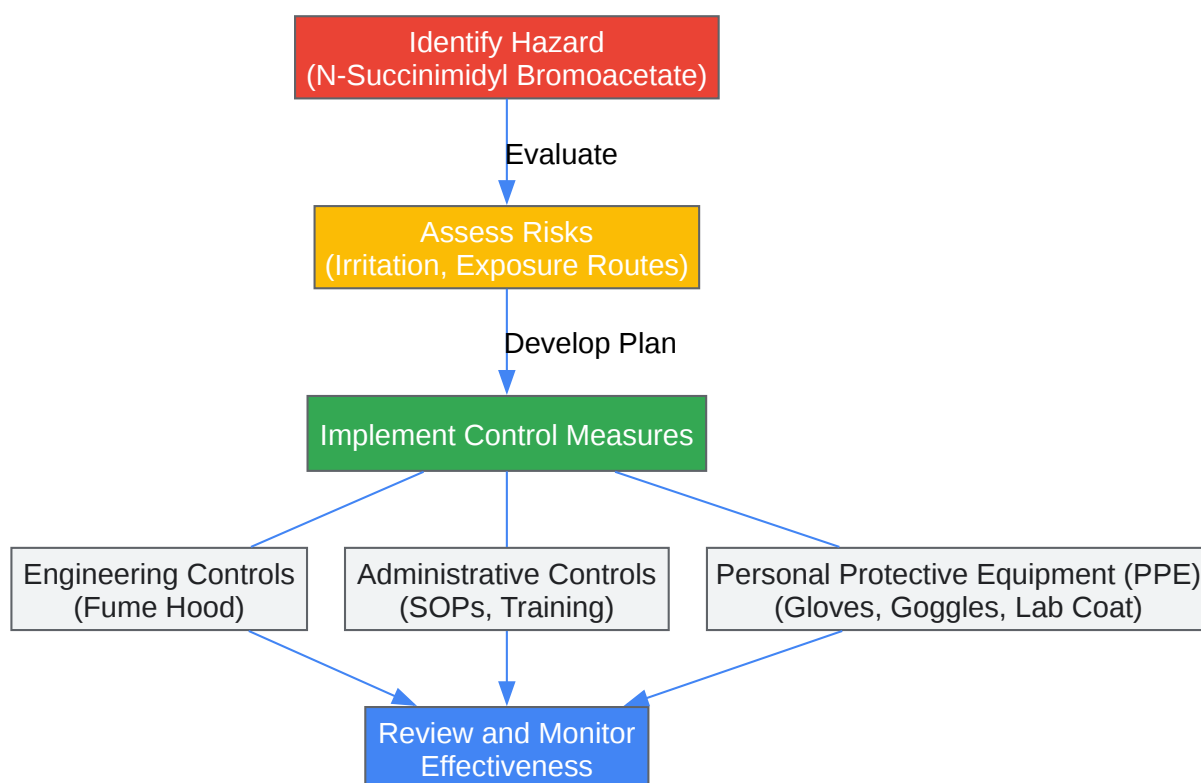 Identify Hazard
(N-Succinimidyl Bromoacetate)
Evaluate
Assess Risks
(Irritation, Exposure Routes)
Develop Plan
Implement Control Measures
Engineering Controls
(Fume Hood)
Administrative Controls
(SOPs, Training)
Personal Protective Equipment (PPE)
(Gloves, Goggles, Lab Coat)
Review and Monitor
Effectiveness